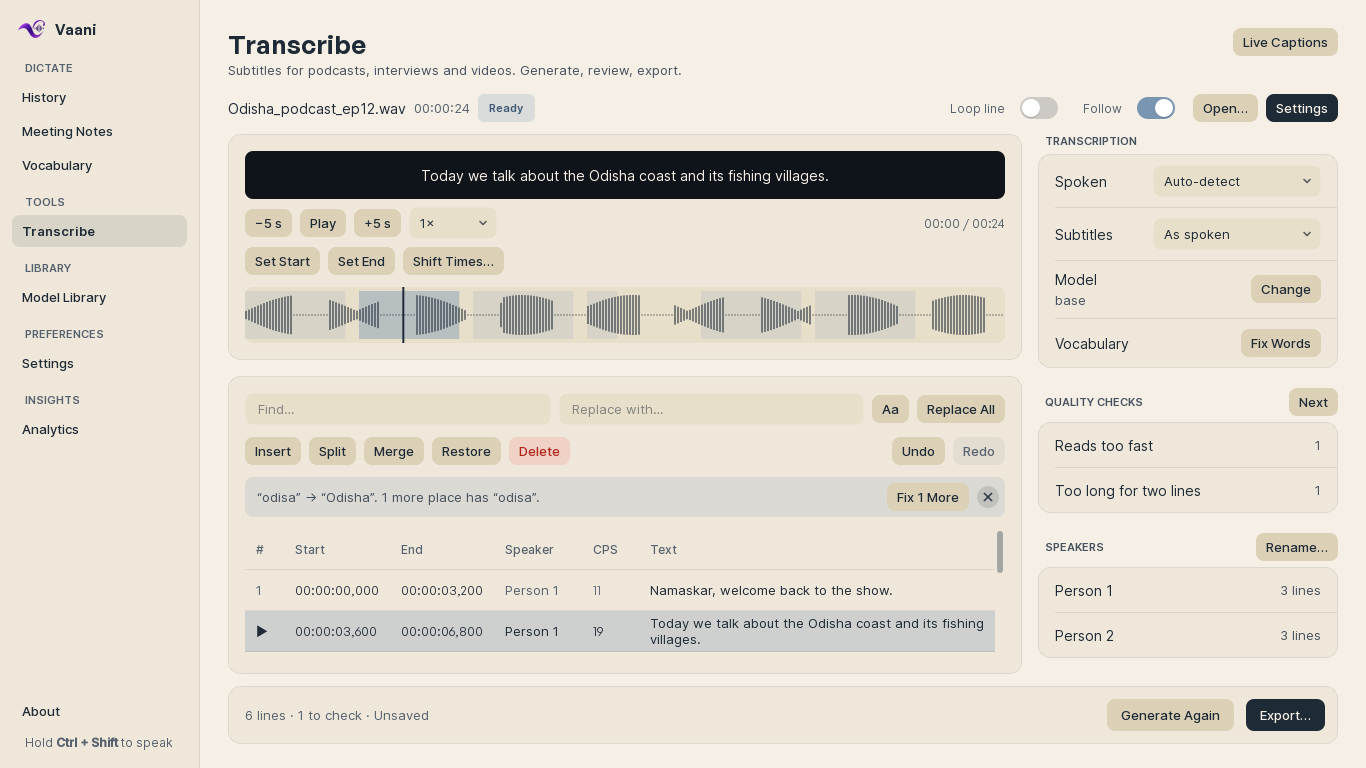 Vaani
DICTATE
History
Meeting Notes
Vocabulary
TOOLS
Transcribe
LIBRARY
Model Library
PREFERENCES
Settings
INSIGHTS
Analytics
About
Hold Ctrl + Shift to speak
Transcribe
Live Captions
Subtitles for podcasts, interviews and videos. Generate, review, export.
Odisha_podcast_ep12.wav 00:00:24 Ready Loop line Follow Open… Settings
Today we talk about the Odisha coast and its fishing villages.
−5 s Play +5 s 1× 00:00 / 00:24
Set Start Set End Shift Times…
Find… Replace with… Aa Replace All
Insert Split Merge Restore Delete Undo Redo
“odisa” → “Odisha”. 1 more place has “odisa”. Fix 1 More ✕
# Start End Speaker CPS Text
1 00:00:00,000 00:00:03,200 Person 1 11 Namaskar, welcome back to the show.
▶ 00:00:03,600 00:00:06,800 Person 1 19 Today we talk about the Odisha coast and its fishing
villages.
TRANSCRIPTION
Spoken Auto-detect
Subtitles As spoken
Model
base
Change
Vocabulary Fix Words
QUALITY CHECKS Next
Reads too fast 1
Too long for two lines 1
SPEAKERS Rename…
Person 1 3 lines
Person 2 3 lines
6 lines · 1 to check · Unsaved Generate Again Export…